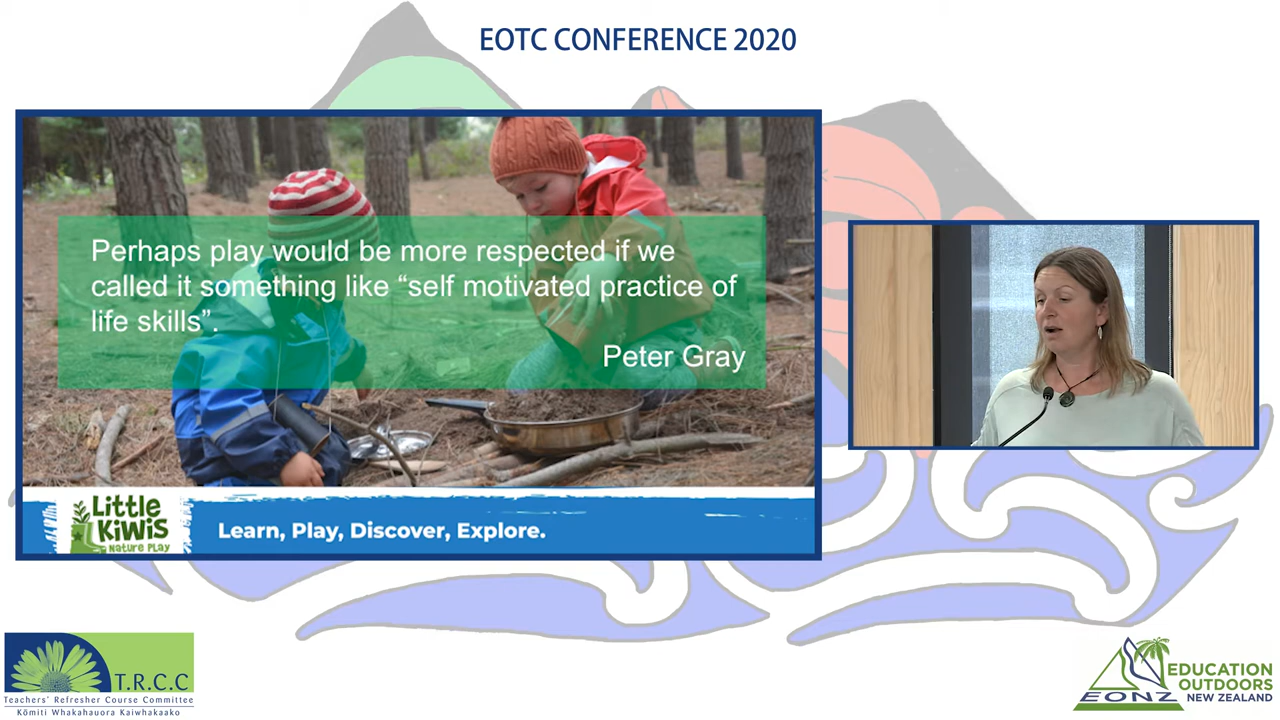 EOTC CONFERENCE 2020
Perhaps play would be more respected if we
called it something like “self motivated practice of
life skills”.
Peter Gray
Little
Kiwis
NATURE PLAY
Learn, Play, Discover, Explore.
T.R.C.C
Teachers' Refresher Course Committee
Kōmiti Whakahauora Kaiwhakaako
EONZ
EDUCATION
OUTDOORS
NEW ZEALAND